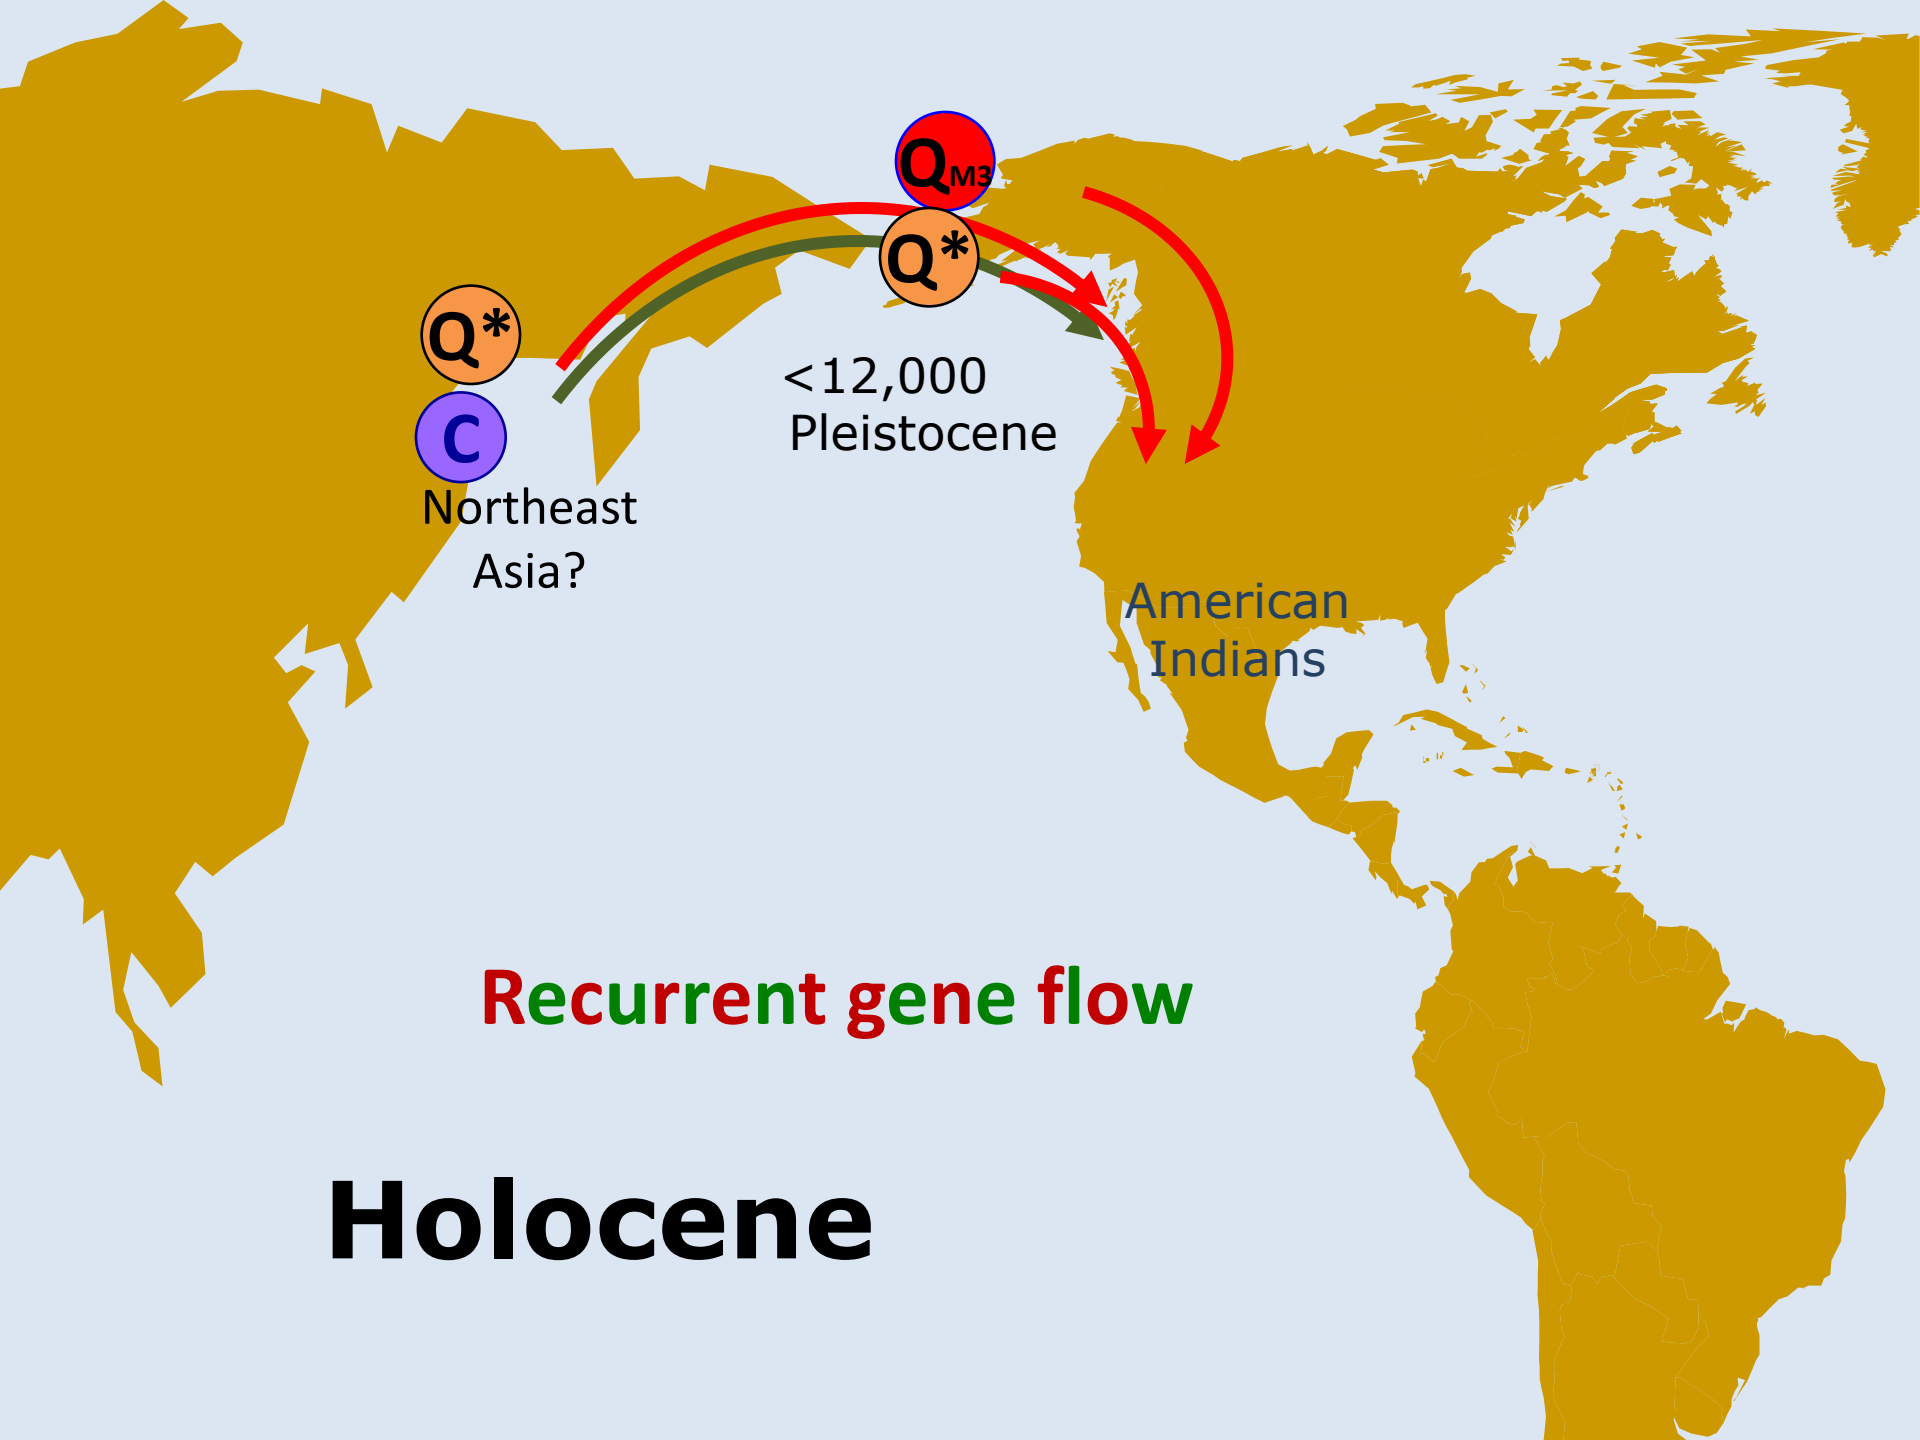 QM3
Q*
Q*
C
<12,000
Pleistocene
Northeast
Asia?
American
Indians
Recurrent gene flow
Holocene